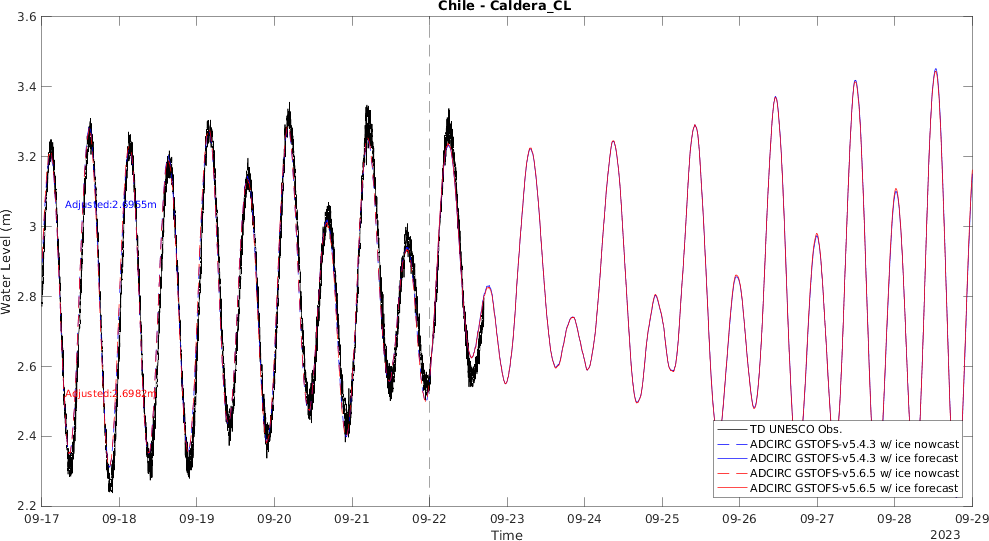 Chile - Caldera_CL
3.6
3.4
3.2
3
2.8
2.6
2.4
2.2
Water Level (m)
Adjusted:2.6965m
Adjusted:2.6982m
TD UNESCO Obs.
ADCIRC GSTOFS-v5.4.3 w/ ice nowcast
ADCIRC GSTOFS-v5.4.3 w/ ice forecast
ADCIRC GSTOFS-v5.6.5 w/ ice nowcast
ADCIRC GSTOFS-v5.6.5 w/ ice forecast
09-17 09-18 09-19 09-20 09-21 09-22 09-23 09-24 09-25 09-26 09-27 09-28 09-29
Time
2023